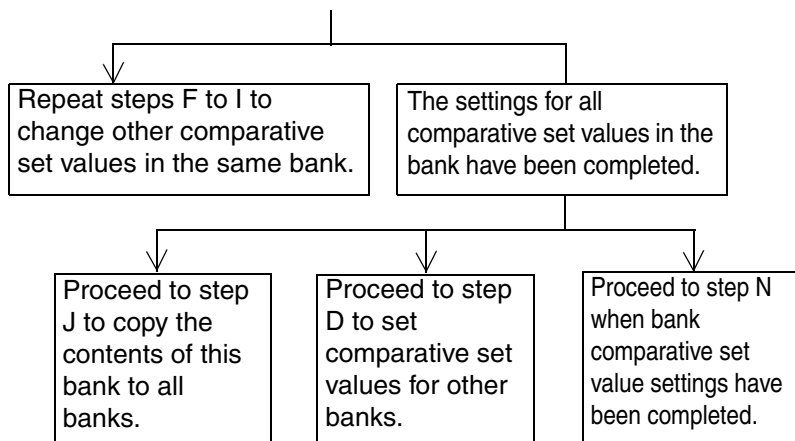 Repeat steps F to I to
change other comparative
set values in the same bank.
The settings for all
comparative set values in the
bank have been completed.
Proceed to step
J to copy the
contents of this
bank to all
banks.
Proceed to step
D to set
comparative set
values for other
banks.
Proceed to step N
when bank
comparative set
value settings have
been completed.